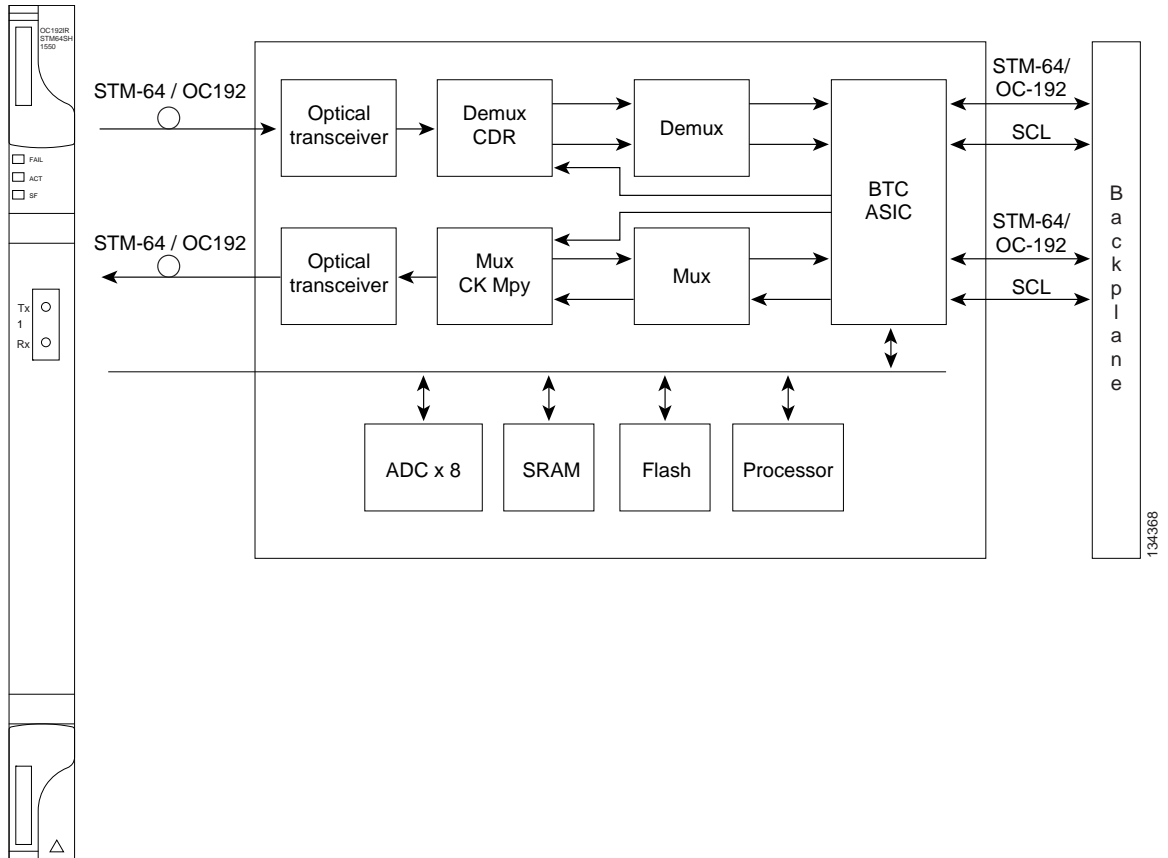 OC192IR
STM64SH
1550
FAIL
ACT
SF
Tx
1
Rx
STM-64 / OC192
Optical
transceiver
Demux
CDR
Demux
BTC
ASIC
STM-64/
OC-192
SCL
STM-64 / OC192
Optical
transceiver
Mux
CK Mpy
Mux
STM-64/
OC-192
SCL
Backplane
ADC x 8
SRAM
Flash
Processor
134368